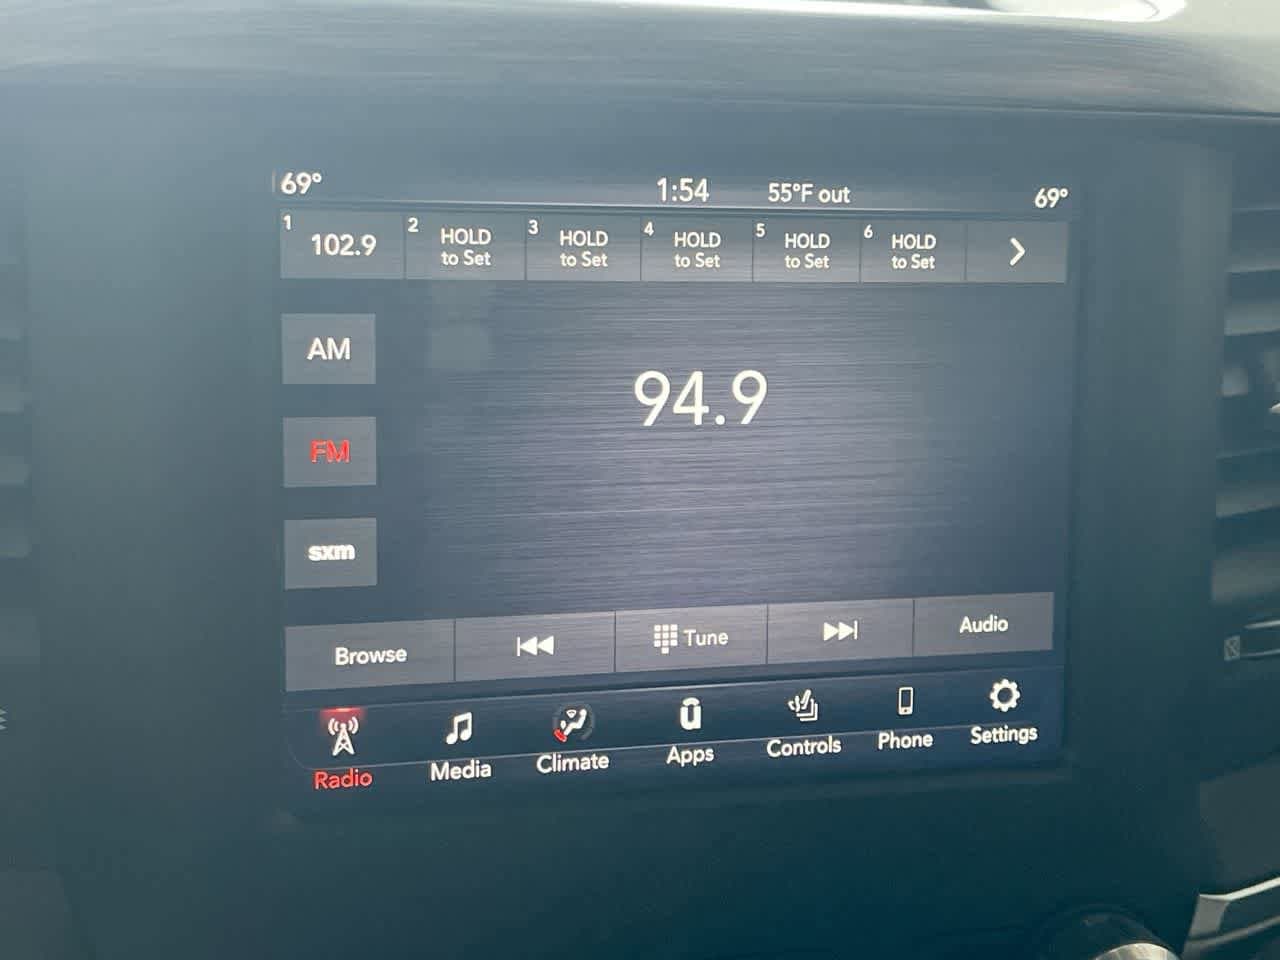 69° 1:54 55°F out 69°
1 102.9 2 HOLD to Set 3 HOLD to Set 4 HOLD to Set 5 HOLD to Set 6 HOLD to Set
AM
94.9
FM
sxm
Browse Tune Audio
Radio Media Climate Apps Controls Phone Settings